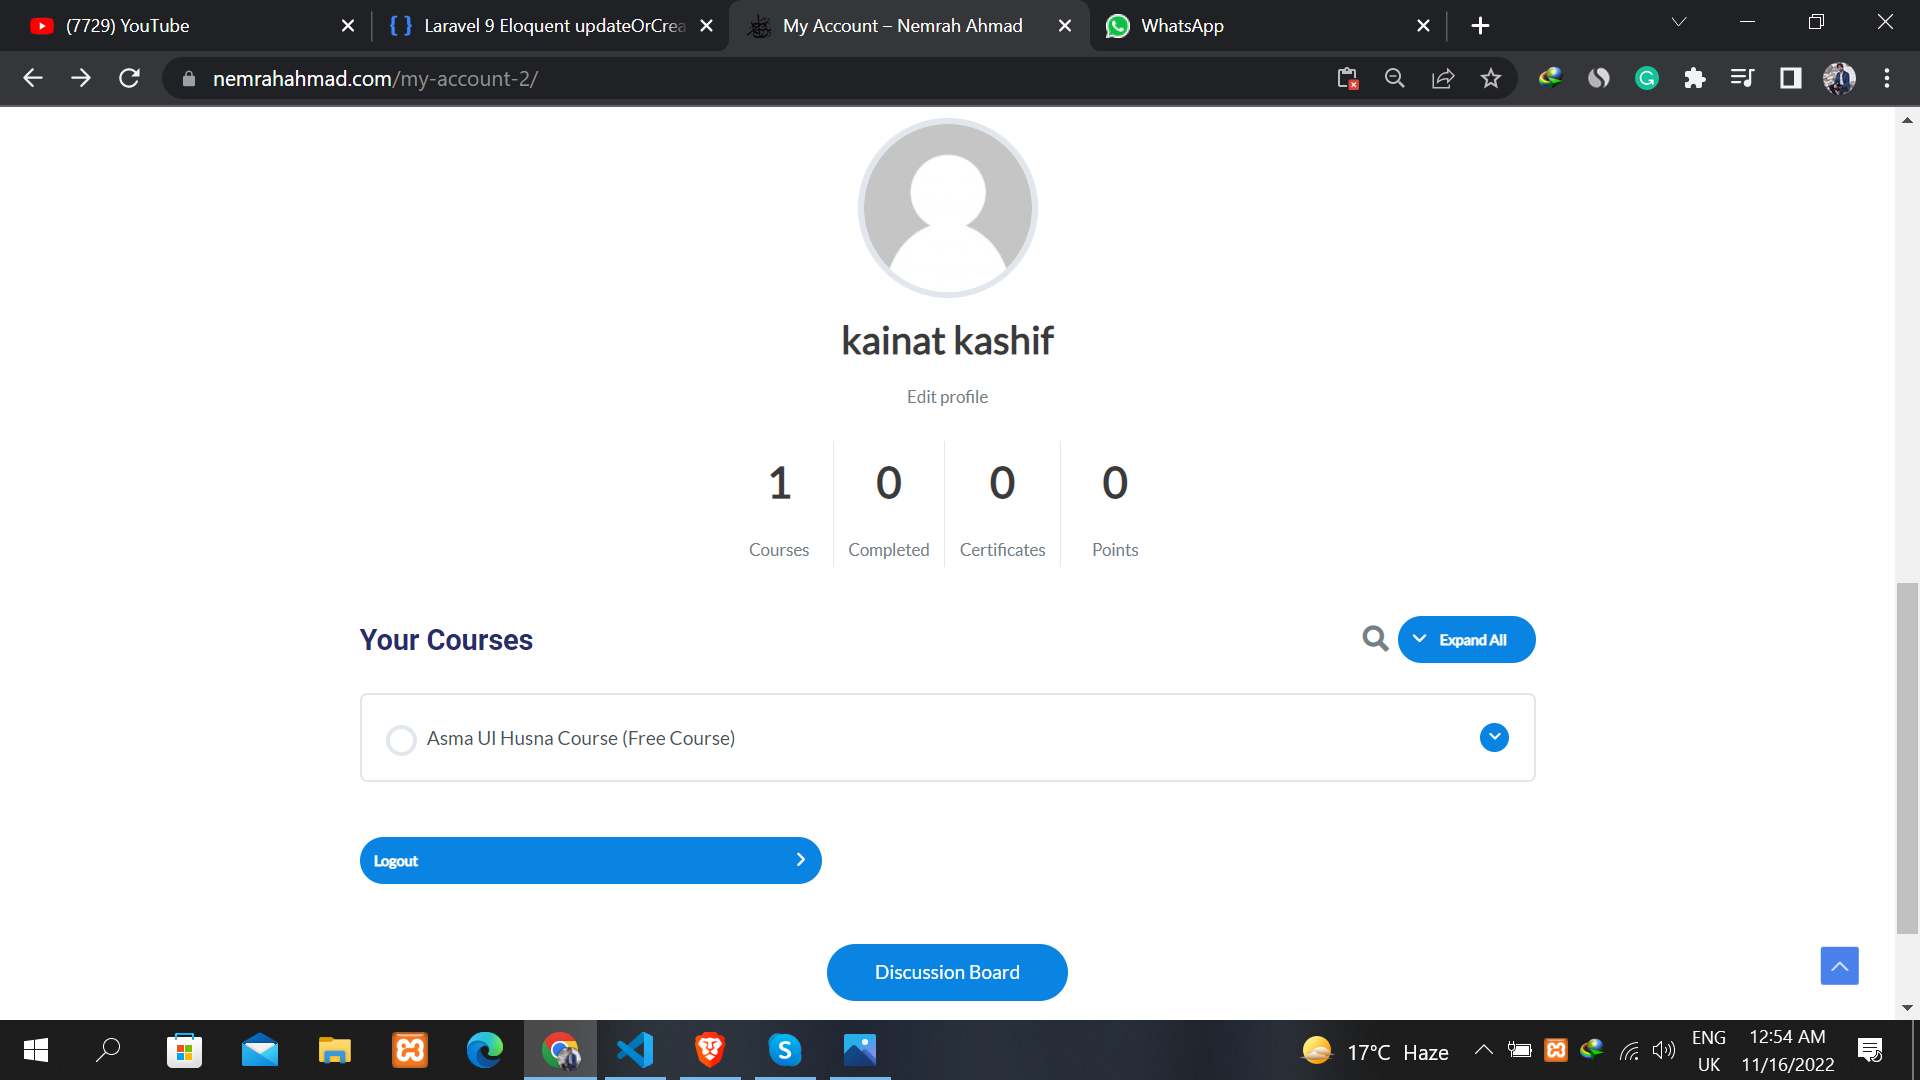 (7729) YouTube
Laravel 9 Eloquent updateOrCrea
My Account – Nemrah Ahmad
WhatsApp
nemrahahmad.com/my-account-2/
kainat kashif
Edit profile
1 0 0 0
Courses Completed Certificates Points
Your Courses
Expand All
Asma Ul Husna Course (Free Course)
Logout
Discussion Board
17°C Haze
ENG
UK
12:54 AM
11/16/2022